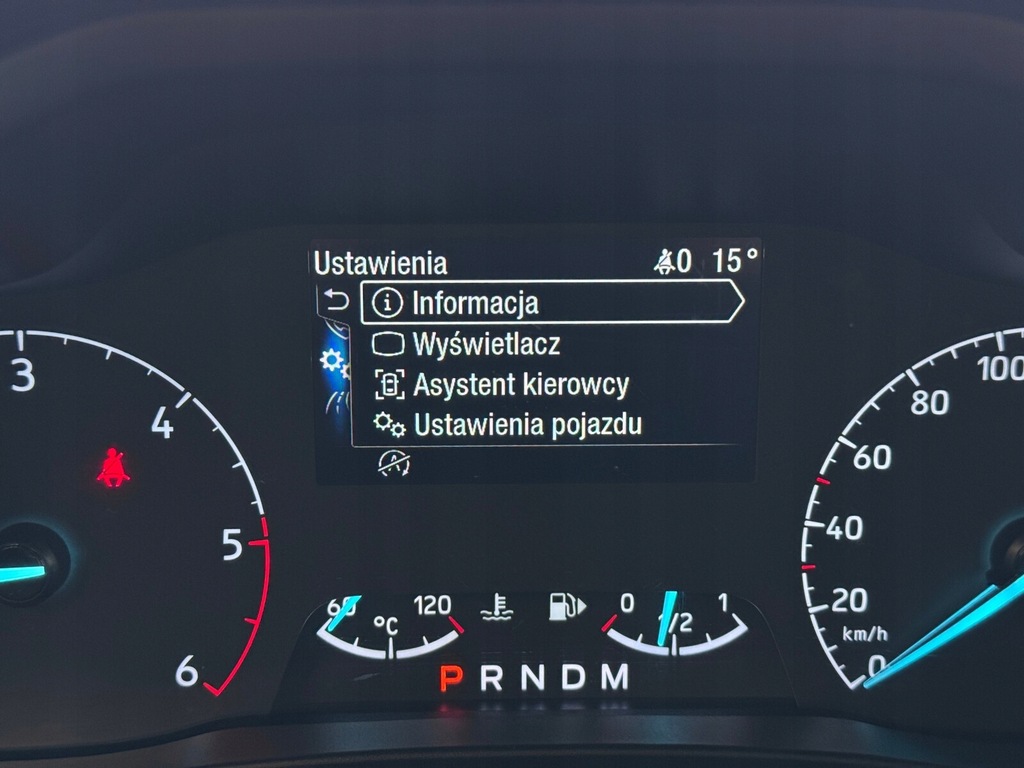 Ustawienia 0 15°
Informacja
Wyświetlacz
Asystent kierowcy
Ustawienia pojazdu
3
4
5
6
60 120
°C
0 1/2 1
P R N D M
100
80
60
40
20
km/h
0